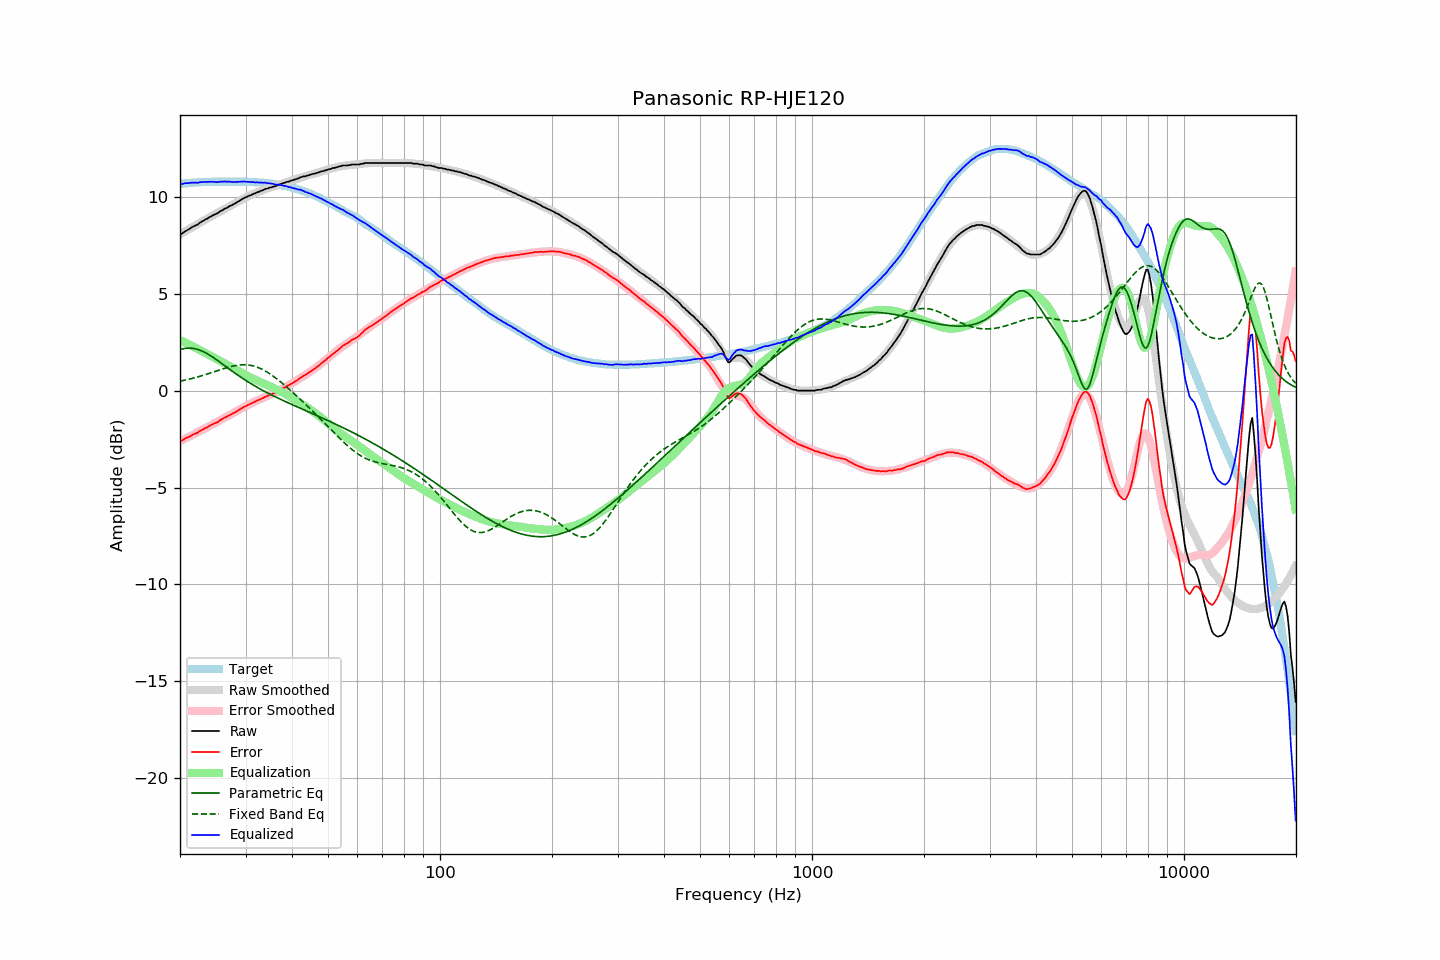 Panasonic RP-HJE120
Amplitude (dBr)
10
5
0
−5
−10
−15
−20
Target
Raw Smoothed
Error Smoothed
Raw
Error
Equalization
Parametric Eq
Fixed Band Eq
Equalized
100
1000
10000
Frequency (Hz)